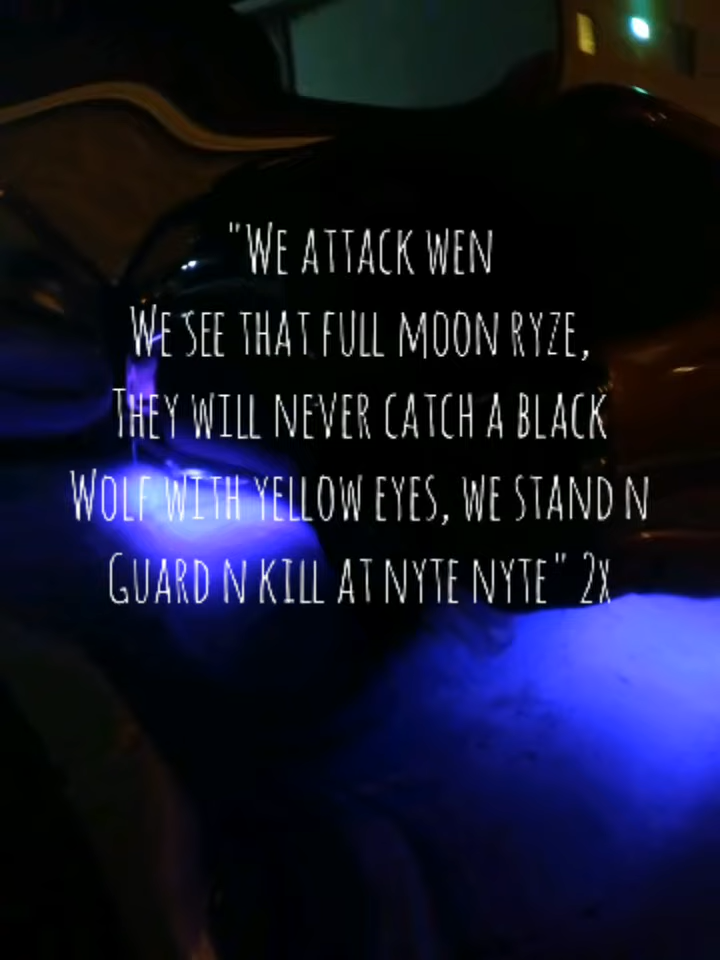 "We attack wen
We see that full moon ryze,
They will never catch a black
Wolf with yellow eyes, we stand n
Guard n kill at nyte nyte" 2x